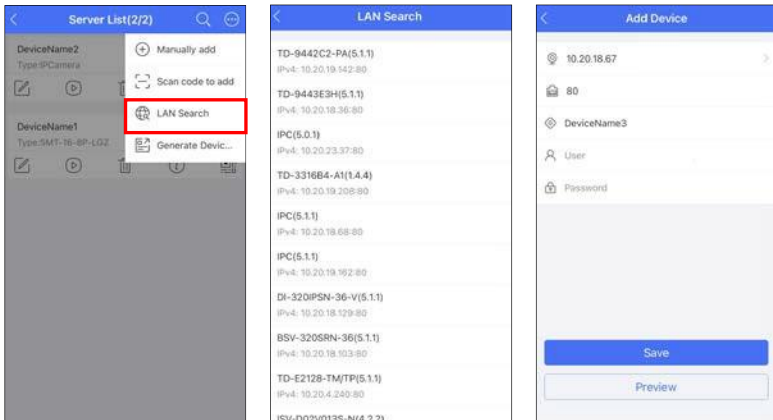 Server List(2/2)
DeviceName2
Type:IPCamera
Manually add
Scan code to add
LAN Search
Generate Devic...
DeviceName1
Type:SMT-16-8P-LG2
LAN Search
TD-9442C2-PA(5.1.1)
IPv4: 10.20.19.142:80
TD-9443E3H(5.1.1)
IPv4: 10.20.18.36:80
IPC(5.0.1)
IPv4: 10.20.23.37:80
TD-3316B4-A1(1.4.4)
IPv4: 10.20.19.208:80
IPC(5.1.1)
IPv4: 10.20.18.68:80
IPC(5.1.1)
IPv4: 10.20.19.162:80
DI-320IPSN-36-V(5.1.1)
IPv4: 10.20.18.129:80
BSV-320SRN-36(5.1.1)
IPv4: 10.20.18.103:80
TD-E2128-TM/TP(5.1.1)
IPv4: 10.20.4.240:80
ISV-D02V013S-N(4.2.2)
Add Device
10.20.18.67
80
DeviceName3
User
Password
Save
Preview